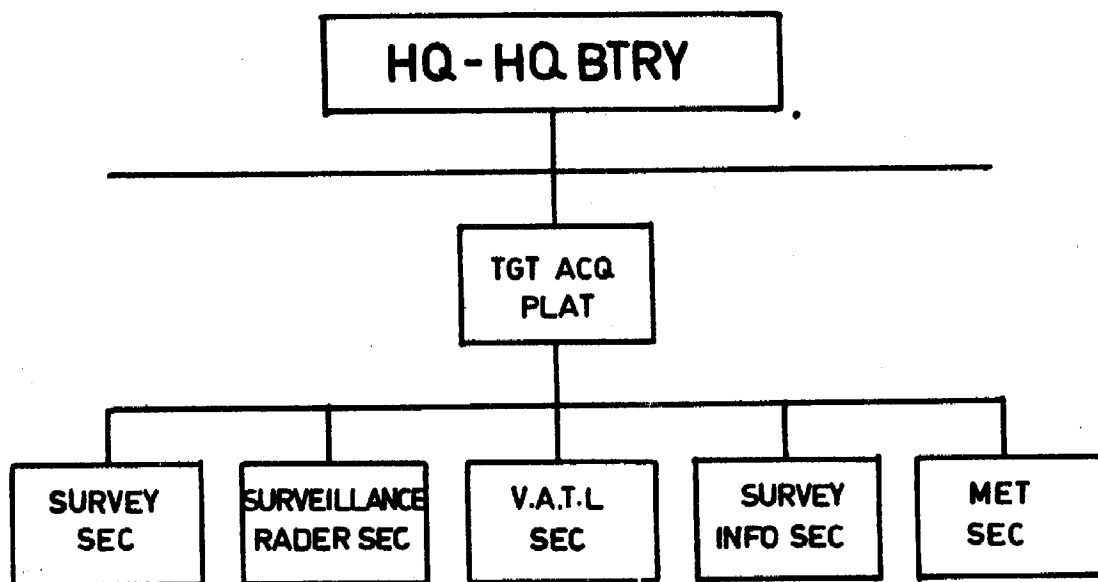 HQ-HQ BTRY
TGT ACQ
PLAT
SURVEY
SEC
SURVEILLANCE
RADER SEC
V.A.T.L
SEC
SURVEY
INFO SEC
MET
SEC